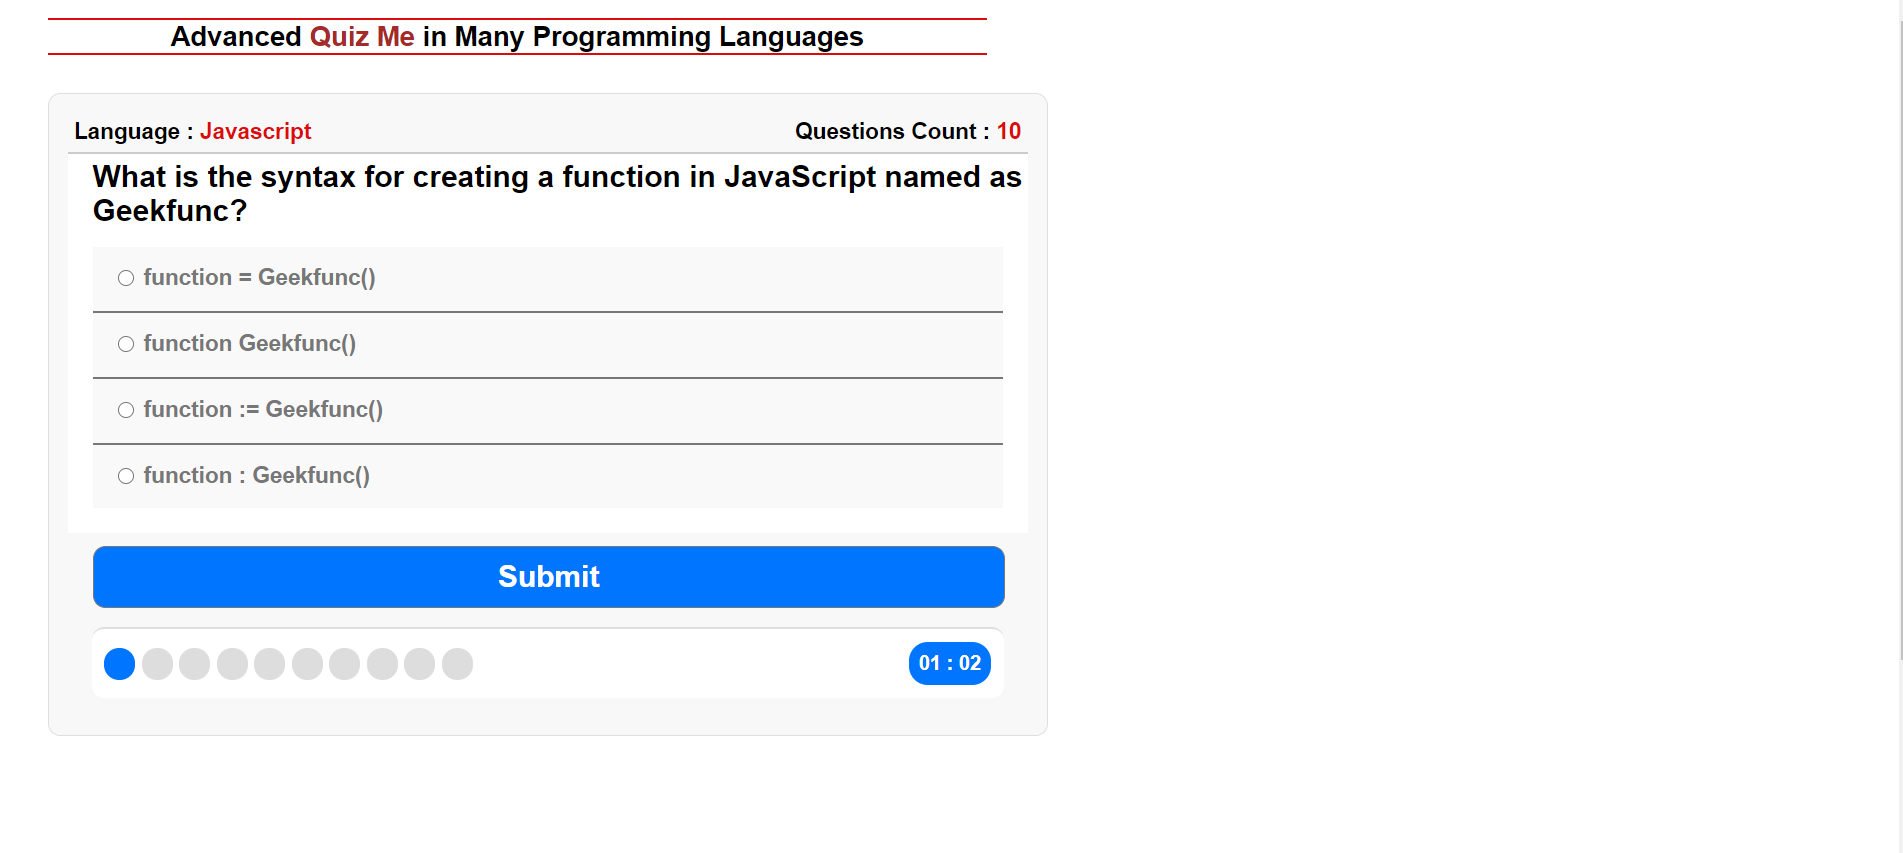 Advanced Quiz Me in Many Programming Languages
Language : Javascript
Questions Count : 10
What is the syntax for creating a function in JavaScript named as
Geekfunc?
function = Geekfunc()
function Geekfunc()
function := Geekfunc()
function : Geekfunc()
Submit
01 : 02